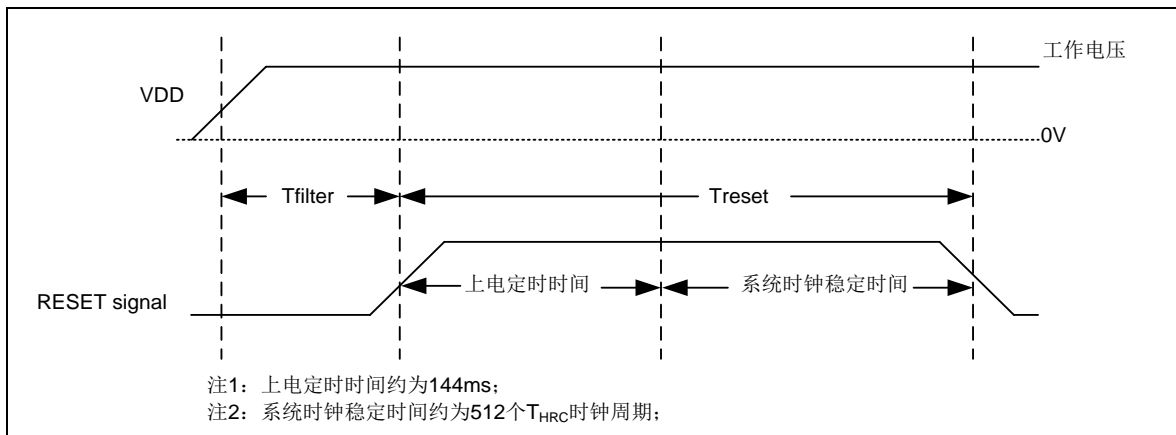 工作电压
VDD
0V
Tfilter
Treset
上电定时时间
系统时钟稳定时间
RESET signal
注1：上电定时时间约为144ms；
注2：系统时钟稳定时间约为512个THRC时钟周期；